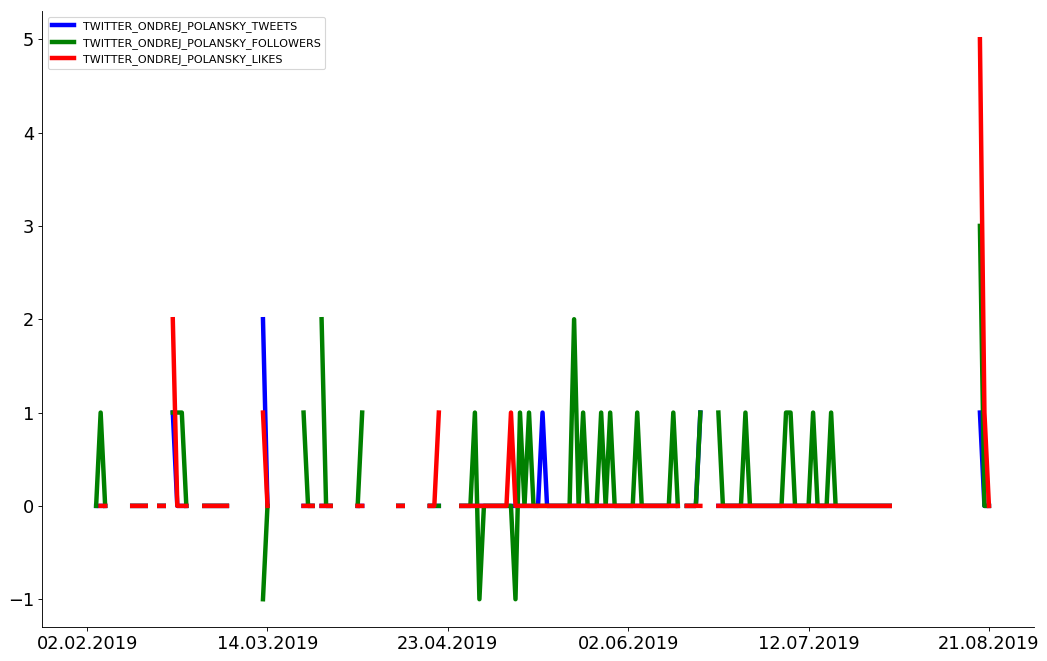 TWITTER_ONDREJ_POLANSKY_TWEETS
TWITTER_ONDREJ_POLANSKY_FOLLOWERS
TWITTER_ONDREJ_POLANSKY_LIKES
5
4
3
2
1
0
−1
02.02.2019 14.03.2019 23.04.2019 02.06.2019 12.07.2019 21.08.2019